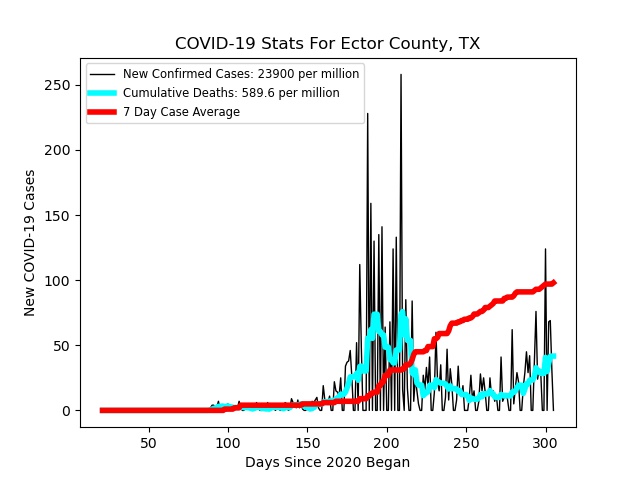 COVID-19 Stats For Ector County, TX
New Confirmed Cases: 23900 per million
Cumulative Deaths: 589.6 per million
7 Day Case Average
New COVID-19 Cases
250
200
150
100
50
0
50 100 150 200 250 300
Days Since 2020 Began